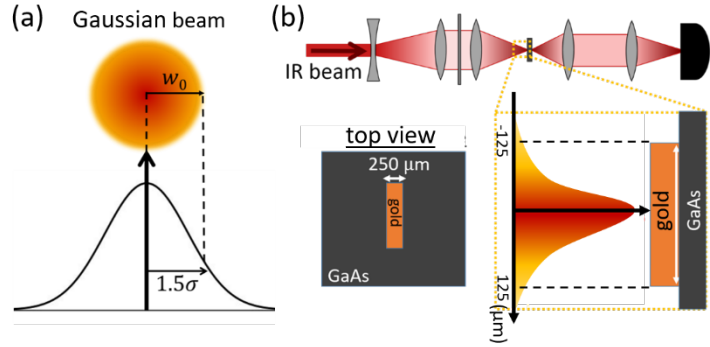 (a)
Gaussian beam
w₀
1.5σ
(b)
IR beam
top view
250 μm
gold
GaAs
-125
125 (μm)
gold
GaAs